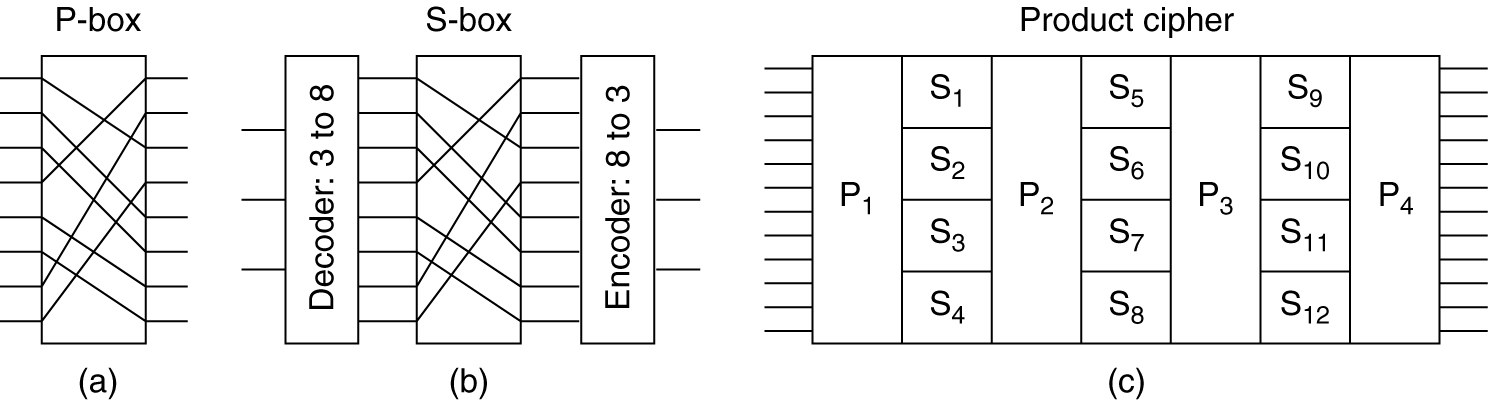 P-box
S-box
Product cipher
Decoder: 3 to 8
Encoder: 8 to 3
P1
S1
S2
S3
S4
P2
S5
S6
S7
S8
P3
S9
S10
S11
S12
P4
(a)
(b)
(c)